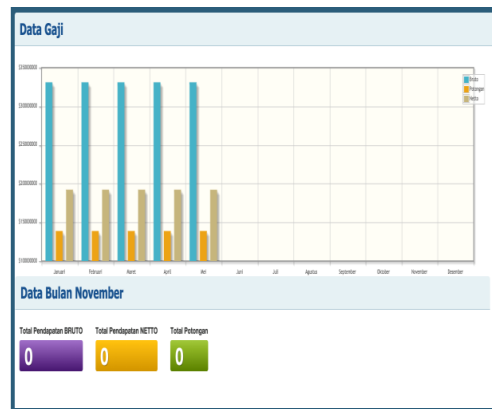 Data Gaji
Bruto
Potongan
Netto
Januari Februari Maret April Mei Juni Juli Agustus September Oktober November Desember
Data Bulan November
Total Pendapatan BRUTO Total Pendapatan NETTO Total Potongan
0 0 0